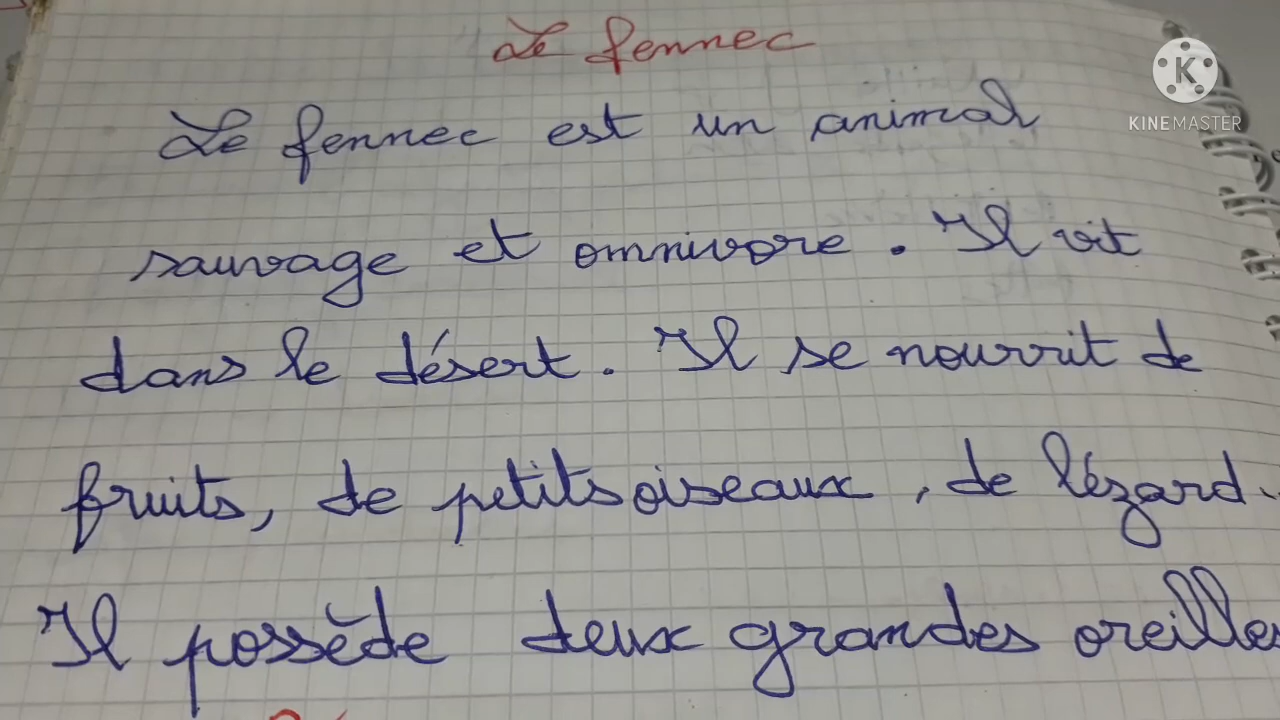 Le fennec
Le fennec est un animal
sauvage et omnivore. Il vit
dans le désert. Il se nourrit de
fruits, de petits oiseaux, de lézard.
Il possède deux grandes oreilles
K
KINEMASTER